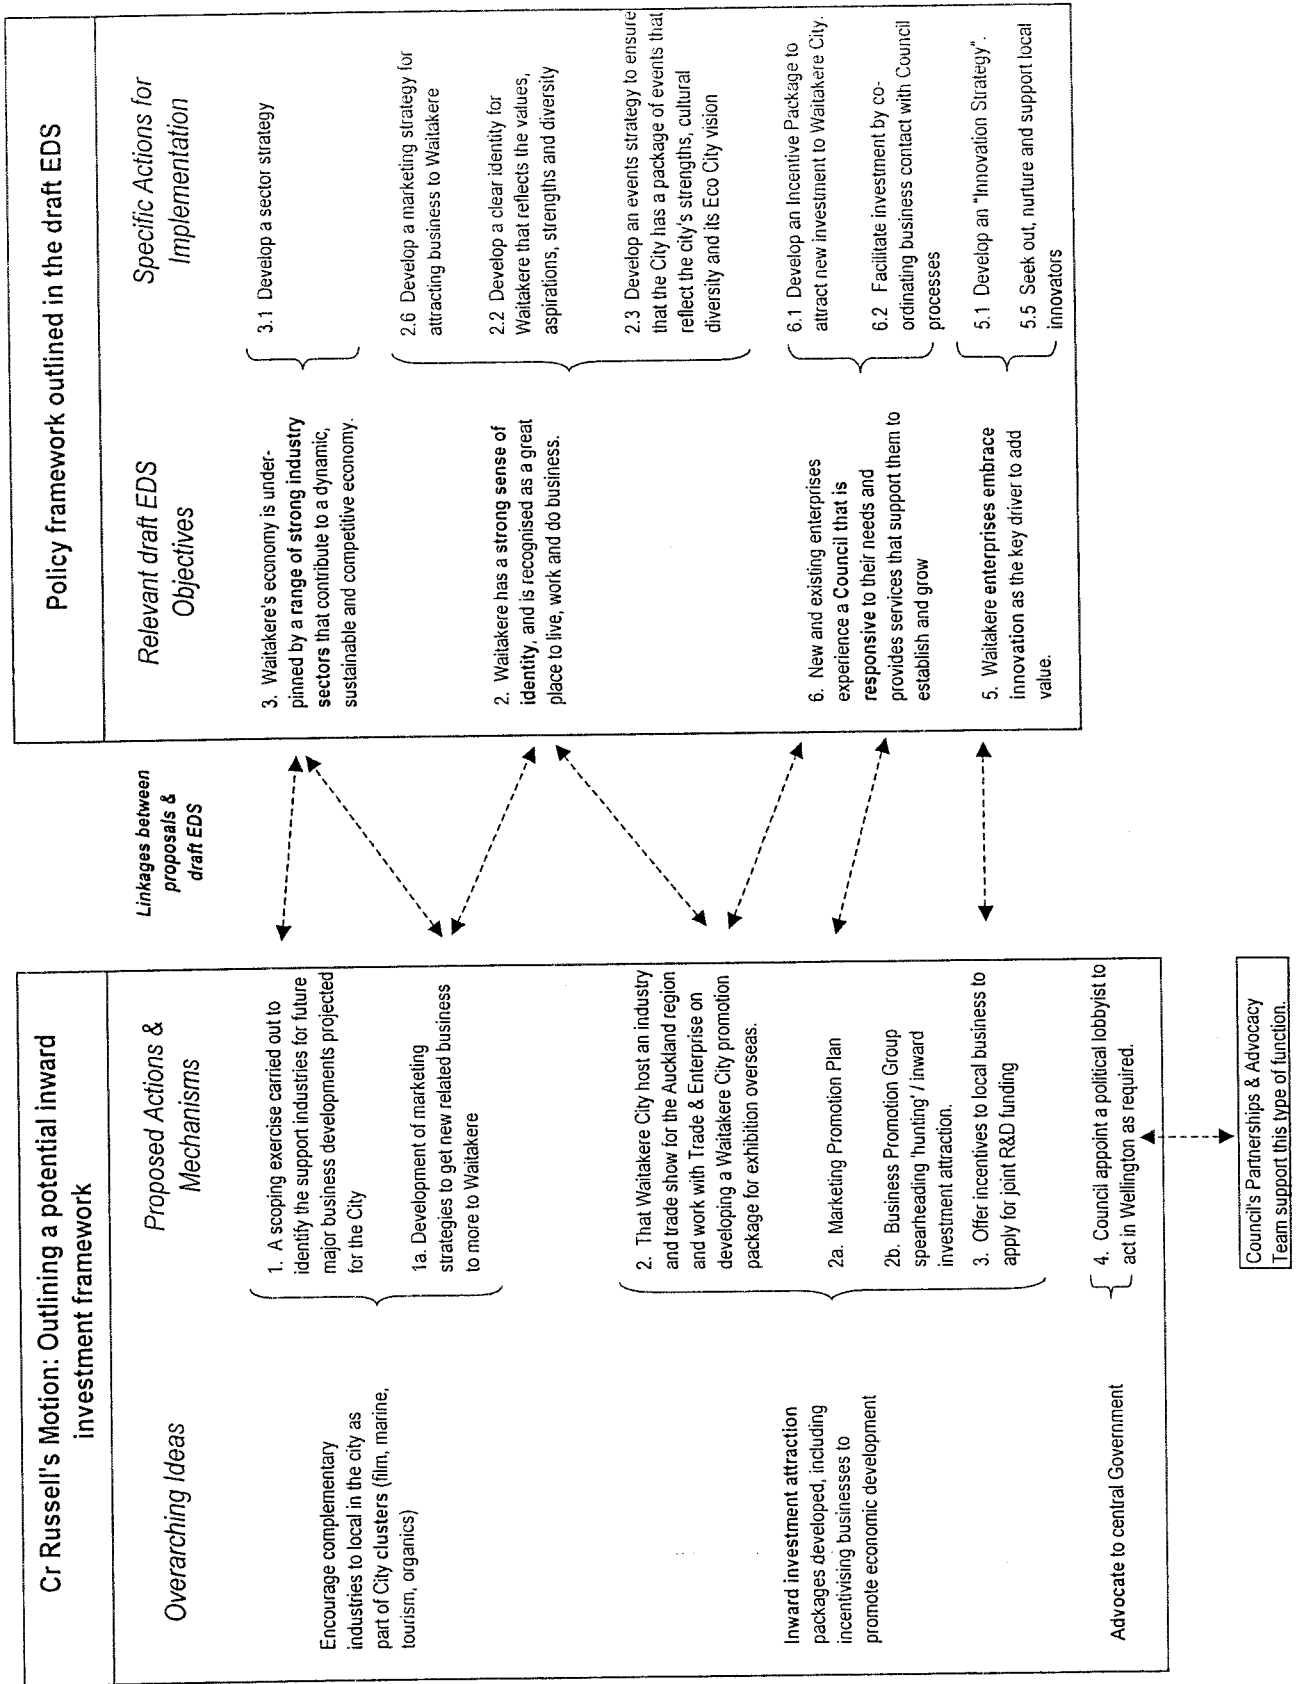 Cr Russell's Motion: Outlining a potential inward
investment framework
Overarching Ideas
Proposed Actions &
Mechanisms
Encourage complementary
industries to local in the city as
part of City clusters (film, marine,
tourism, organics)
1. A scoping exercise carried out to
identify the support industries for future
major business developments projected
for the City
1a. Development of marketing
strategies to get new related business
to more to Waitakere
Inward investment attraction
packages developed, including
incentivising businesses to
promote economic development
2. That Waitakere City host an industry
and trade show for the Auckland region
and work with Trade & Enterprise on
developing a Waitakere City promotion
package for exhibition overseas.
2a. Marketing Promotion Plan
2b. Business Promotion Group
spearheading 'hunting' / inward
investment attraction.
3. Offer incentives to local business to
apply for joint R&D funding
Advocate to central Government
4. Council appoint a political lobbyist to
act in Wellington as required.
Council's Partnerships & Advocacy
Team support this type of function.
Linkages between
proposals &
draft EDS
Policy framework outlined in the draft EDS
Relevant draft EDS
Objectives
Specific Actions for
Implementation
3. Waitakere's economy is under-
pinned by a range of strong industry
sectors that contribute to a dynamic,
sustainable and competitive economy.
3.1 Develop a sector strategy
2. Waitakere has a strong sense of
identity, and is recognised as a great
place to live, work and do business.
2.6 Develop a marketing strategy for
attracting business to Waitakere
2.2 Develop a clear identity for
Waitakere that reflects the values,
aspirations, strengths and diversity
2.3 Develop an events strategy to ensure
that the City has a package of events that
reflect the city's strengths, cultural
diversity and its Eco City vision
6. New and existing enterprises
experience a Council that is
responsive to their needs and
provides services that support them to
establish and grow
6.1 Develop an Incentive Package to
attract new investment to Waitakere City.
6.2 Facilitate investment by co-
ordinating business contact with Council
processes
5. Waitakere enterprises embrace
innovation as the key driver to add
value.
5.1 Develop an "Innovation Strategy".
5.5 Seek out, nurture and support local
innovators